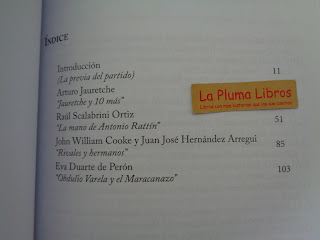 ÍNDICE
Introducción
(La previa del partido) 11
Arturo Jauretche
"Jauretche y 10 más"
La Pluma Libros
Raúl Scalabrini Ortiz
"La mano de Antonio Rattín" 51
John William Cooke y Juan José Hernández Arregui
"Rivales y hermanos" 85
Eva Duarte de Perón
"Obdulio Varela y el Maracanazo" 103